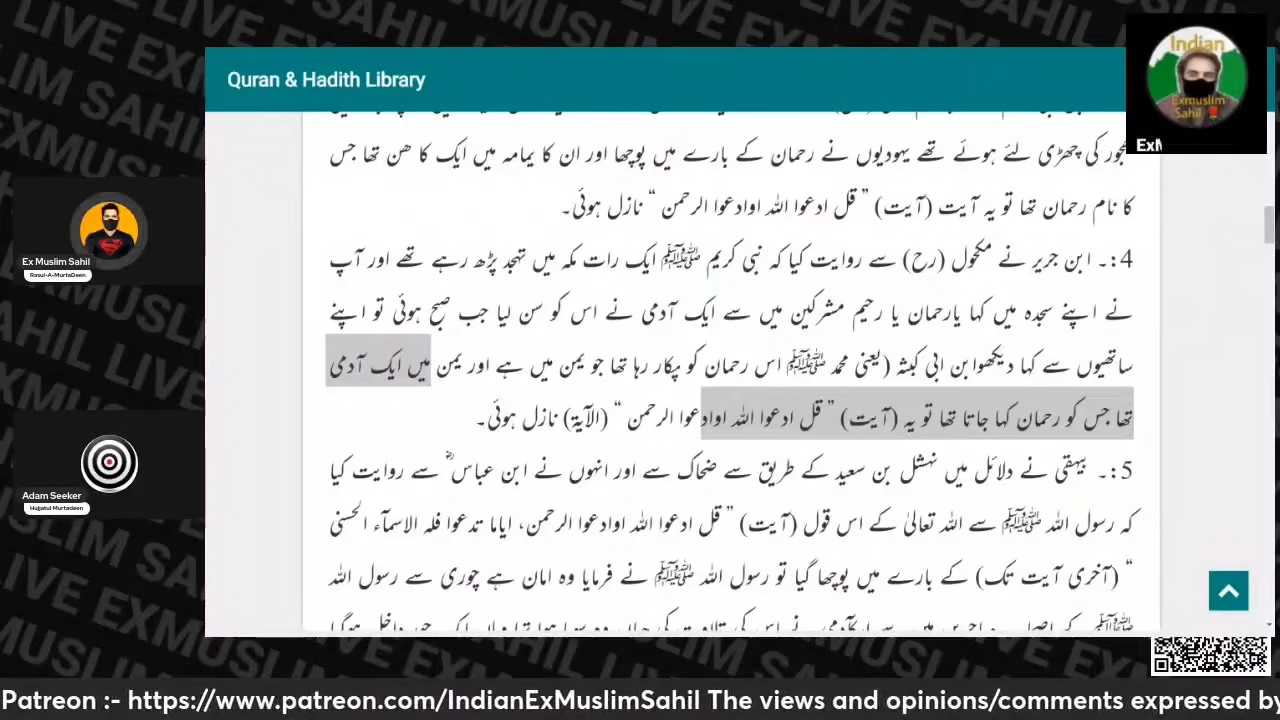 Quran & Hadith Library
Indian
Exmuslim
Sahil
ExM
کھجور کی چھڑی لئے ہوئے تھے یہودیوں نے رحمان کے بارے میں پوچھا اور ان کا یمامہ میں ایک کا ھن تھا جس
کا نام رحمان تھا تو یہ آیت (آیت) ” قل ادعوا اللہ اوادعوا الرحمن “ نازل ہوئی۔
4:۔ ابن جریر نے مکحول (رح) سے روایت کیا کہ نبی کریم ﷺ ایک رات مکہ میں تہجد پڑھ رہے تھے اور آپ
نے اپنے سجدہ میں کہا یارحمان یا رحیم مشرکین میں سے ایک آدمی نے اس کو سن لیا جب صبح ہوئی تو اپنے
ساتھیوں سے کہا دیکھوابن ابی کبشہ (یعنی محمد ﷺ اس رحمان کو پکار رہا تھا جو یمن میں ہے اور یمن میں ایک آدمی
تھا جس کو رحمان کہا جاتا تھا تو یہ (آیت) ” قل ادعوا اللہ اوادعوا الرحمن “ (الآیۃ) نازل ہوئی۔
5:۔ بیہقی نے دلائل میں نہشل بن سعید کے طریق سے ضحاک سے اور انہوں نے ابن عباس ؓ سے روایت کیا
کہ رسول اللہ ﷺ سے اللہ تعالیٰ کے اس قول (آیت) ” قل ادعوا اللہ اوادعوا الرحمن، ایاما تدعوا فلہ الاسمآء الحسنی
“ (آخری آیت تک) کے بارے میں پوچھا گیا تو رسول اللہ ﷺ نے فرمایا وہ امان ہے چوری سے رسول اللہ
Ex Muslim Sahil
Rasul-A-MurtaDeen
Adam Seeker
Hujjatul Murtadeen
Patreon :- https://www.patreon.com/IndianExMuslimSahil The views and opinions/comments expressed by